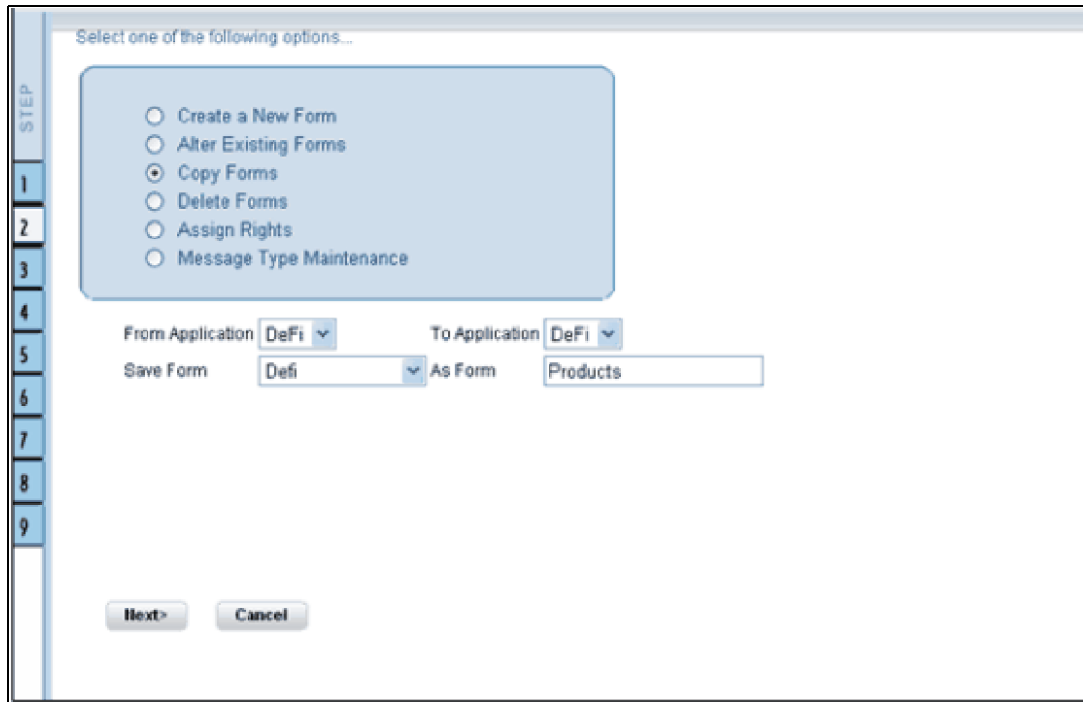 Select one of the following options...
STEP
1
2
3
4
5
6
7
8
9
Create a New Form
Alter Existing Forms
Copy Forms
Delete Forms
Assign Rights
Message Type Maintenance
From Application DeFi To Application DeFi
Save Form Defi As Form Products
Next> Cancel